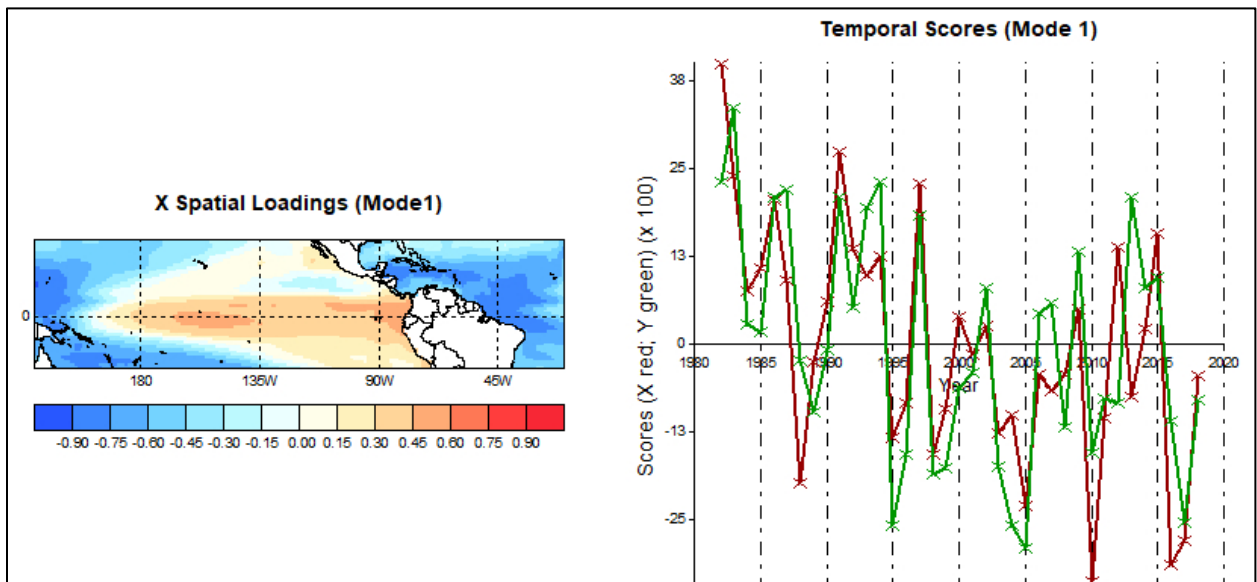 X Spatial Loadings (Mode1)
0
180 135W 90W 45W
-0.90 -0.75 -0.60 -0.45 -0.30 -0.15 0.00 0.15 0.30 0.45 0.60 0.75 0.90
Temporal Scores (Mode 1)
Scores (X red; Y green) (x 100)
38
25
13
0
-13
-25
1980 1985 1990 1995 2000 2005 2010 2015 2020
Year